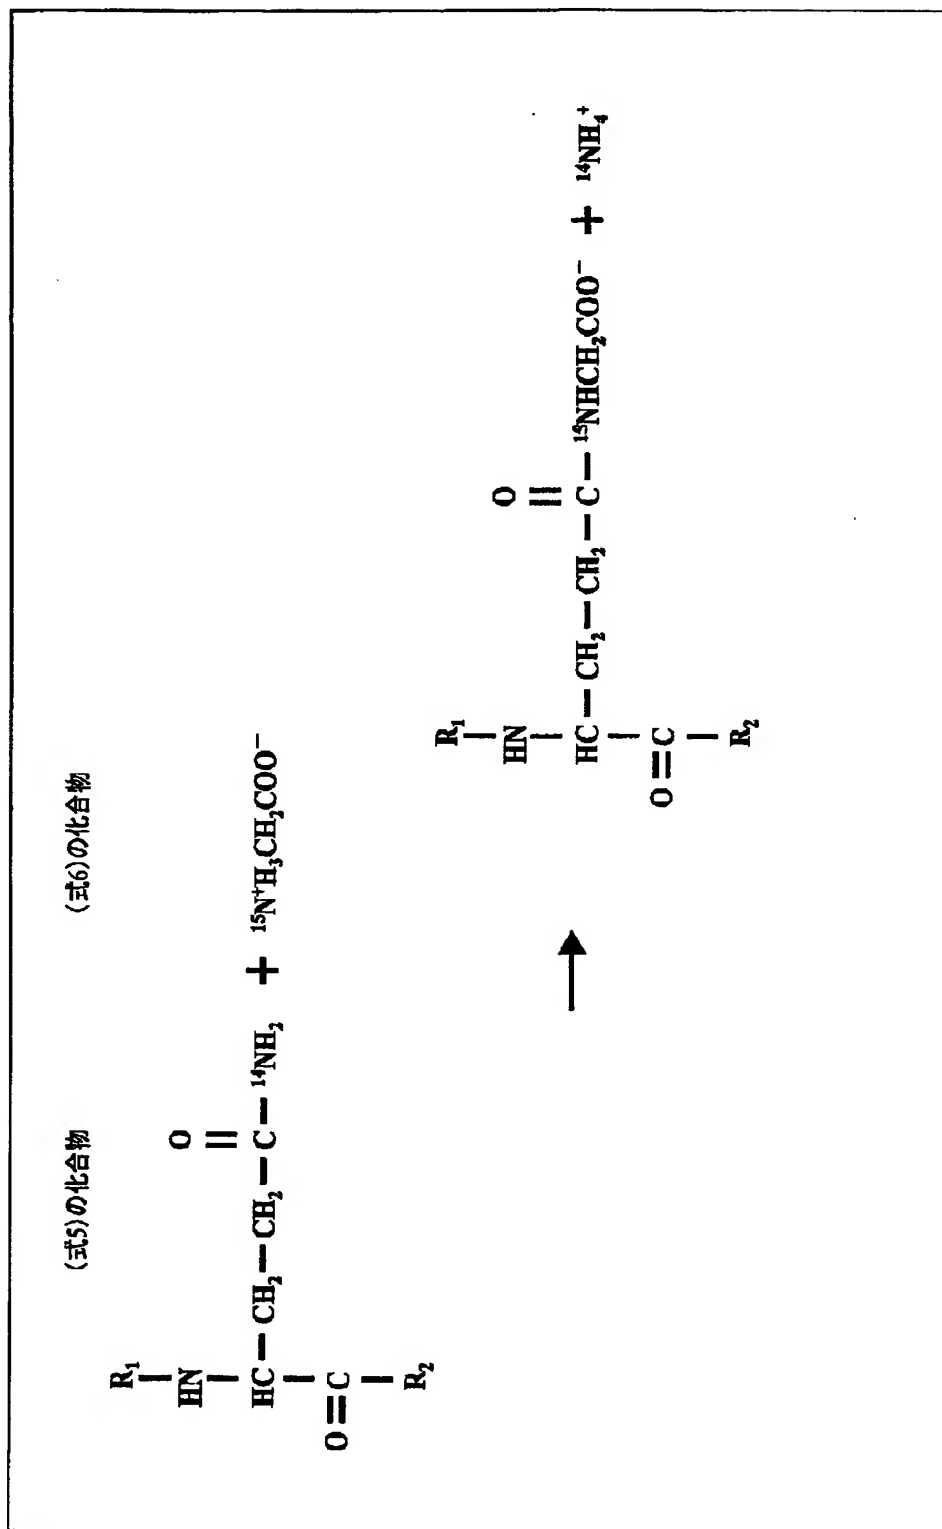 (式5)の化合物
(式6)の化合物
R₁
HN
O
HC—CH₂—CH₂—C—¹⁴NH₂ + ¹⁵N⁺H₃CH₂COO⁻
O=C
R₂
→
R₁
HN
O
HC—CH₂—CH₂—C—¹⁵NHCH₂COO⁻ + ¹⁴NH₄⁺
O=C
R₂